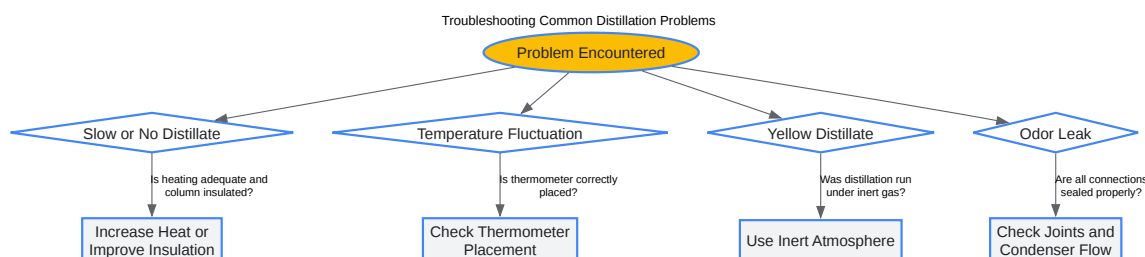 Troubleshooting Common Distillation Problems
Problem Encountered
Slow or No Distillate
Temperature Fluctuation
Yellow Distillate
Odor Leak
Is heating adequate and
column insulated?
Is thermometer correctly
placed?
Was distillation run
under inert gas?
Are all connections
sealed properly?
Increase Heat or
Improve Insulation
Check Thermometer
Placement
Use Inert Atmosphere
Check Joints and
Condenser Flow